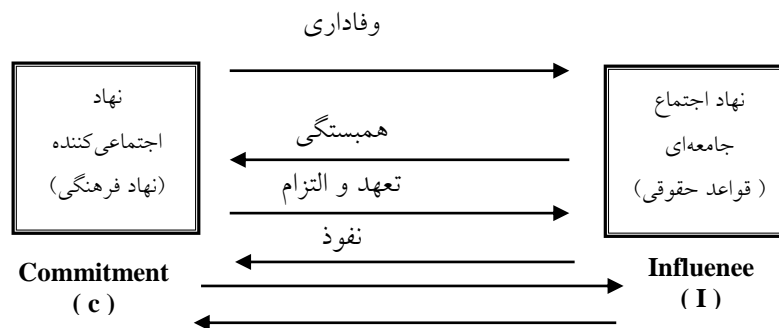 وفاداری
نهاد اجتماع
جامعه‌ای
( قواعد حقوقی)
نهاد
اجتماعی‌کننده
(نهاد فرهنگی)
همبستگی
تعهد و التزام
نفوذ
Commitment
( c )
Influenee
( I )